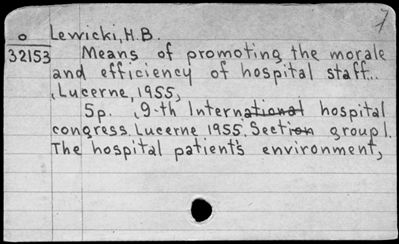 7
o Lewicki, H.B.
32153 Means of promoting the morale
and efficiency of hospital staff..
, Lucerne, 1955,
5p. , 9-th International hospital
congress. Lucerne 1955. Section group 1.
The hospital patient's environment,